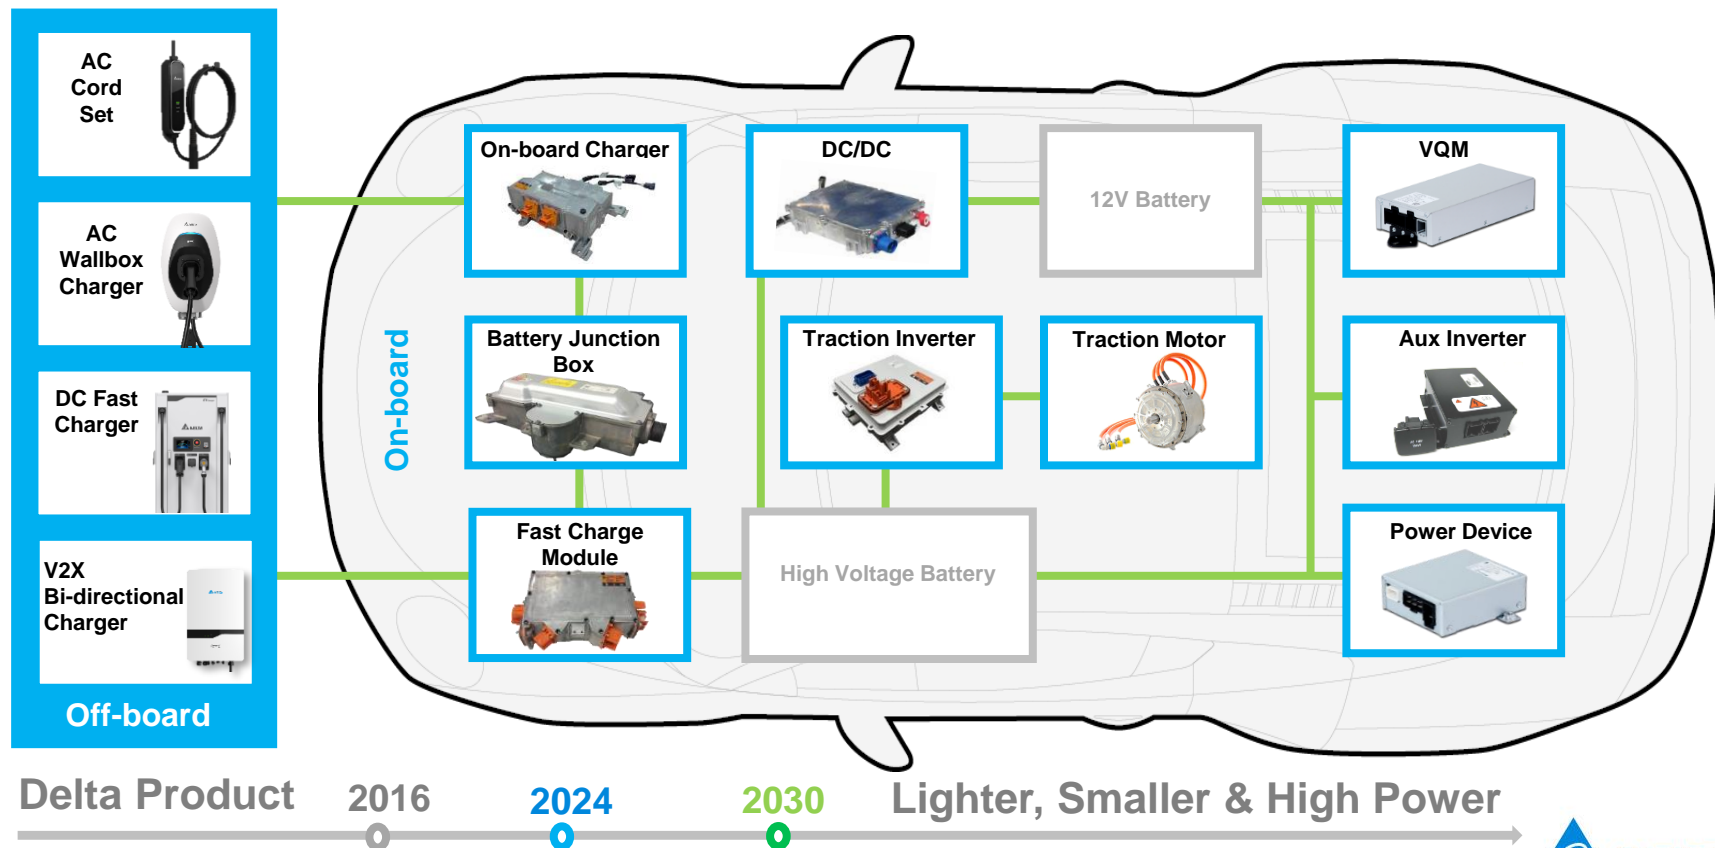 AC
Cord
Set
AC
Wallbox
Charger
DC Fast
Charger
V2X
Bi-directional
Charger
Off-board
On-board
On-board Charger
DC/DC
12V Battery
VQM
Battery Junction
Box
Traction Inverter
Traction Motor
Aux Inverter
Fast Charge
Module
High Voltage Battery
Power Device
Delta Product
2016
2024
2030
Lighter, Smaller & High Power